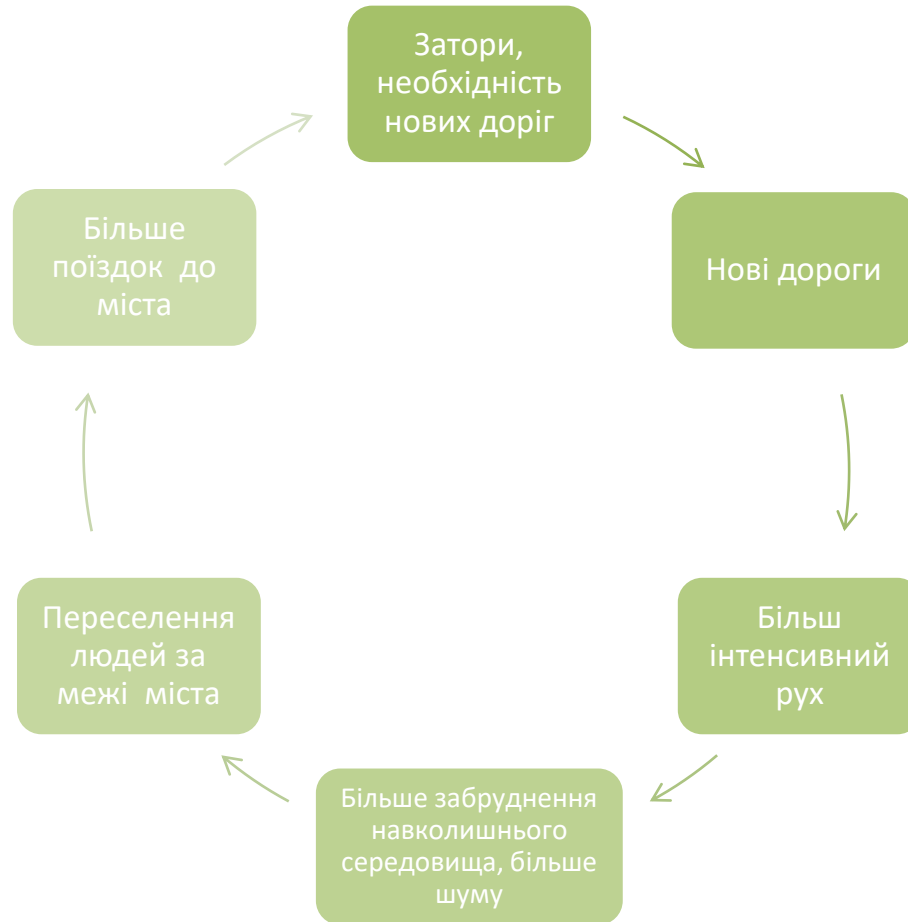 Затори,
необхідність
нових доріг
Нові дороги
Більш
інтенсивний
рух
Більше забруднення
навколишнього
середовища, більше
шуму
Переселення
людей за
межі міста
Більше
поїздок до
міста